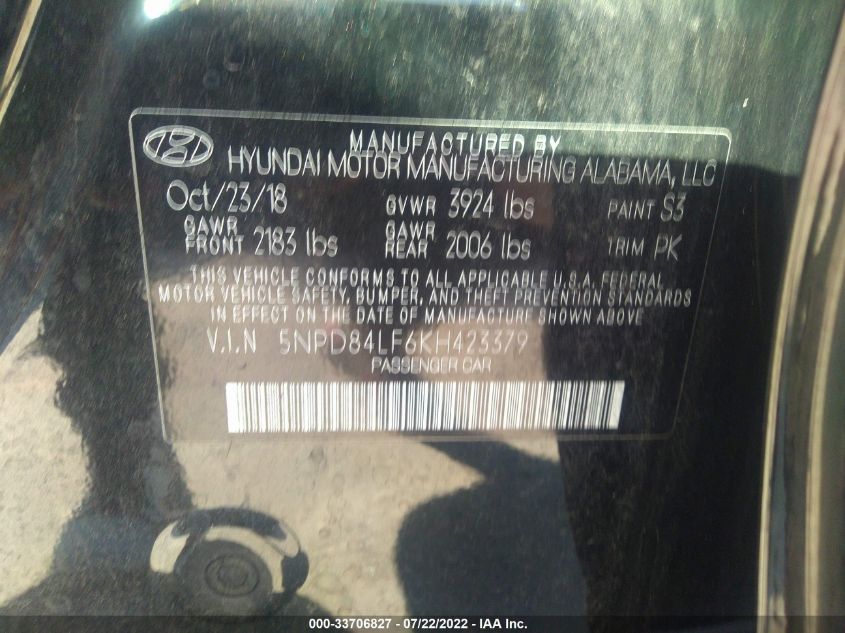 MANUFACTURED BY
HYUNDAI MOTOR MANUFACTURING ALABAMA, LLC
Oct/23/18 GVWR 3924 lbs PAINT S3
GAWR FRONT 2183 lbs GAWR REAR 2006 lbs TRIM PK
THIS VEHICLE CONFORMS TO ALL APPLICABLE U.S.A. FEDERAL
MOTOR VEHICLE SAFETY, BUMPER, AND THEFT PREVENTION STANDARDS
IN EFFECT ON THE DATE OF MANUFACTURE SHOWN ABOVE
V.I.N 5NPD84LF6KH423379
PASSENGER CAR
000-33706827 - 07/22/2022 - IAA Inc.